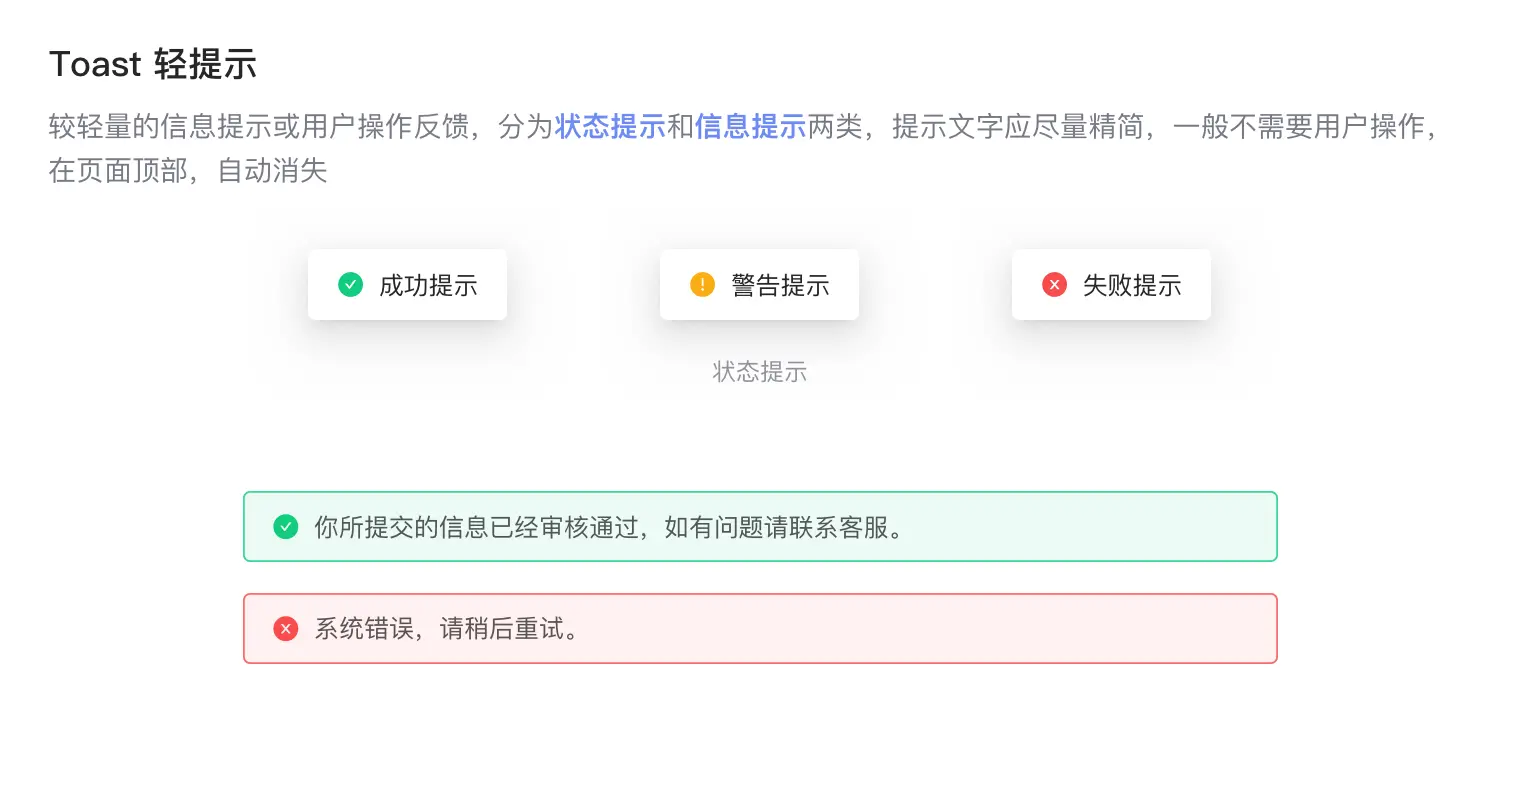 Toast 轻提示
较轻量的信息提示或用户操作反馈，分为状态提示和信息提示两类，提示文字应尽量精简，一般不需要用户操作，
在页面顶部，自动消失
成功提示
警告提示
失败提示
状态提示
你所提交的信息已经审核通过，如有问题请联系客服。
系统错误，请稍后重试。